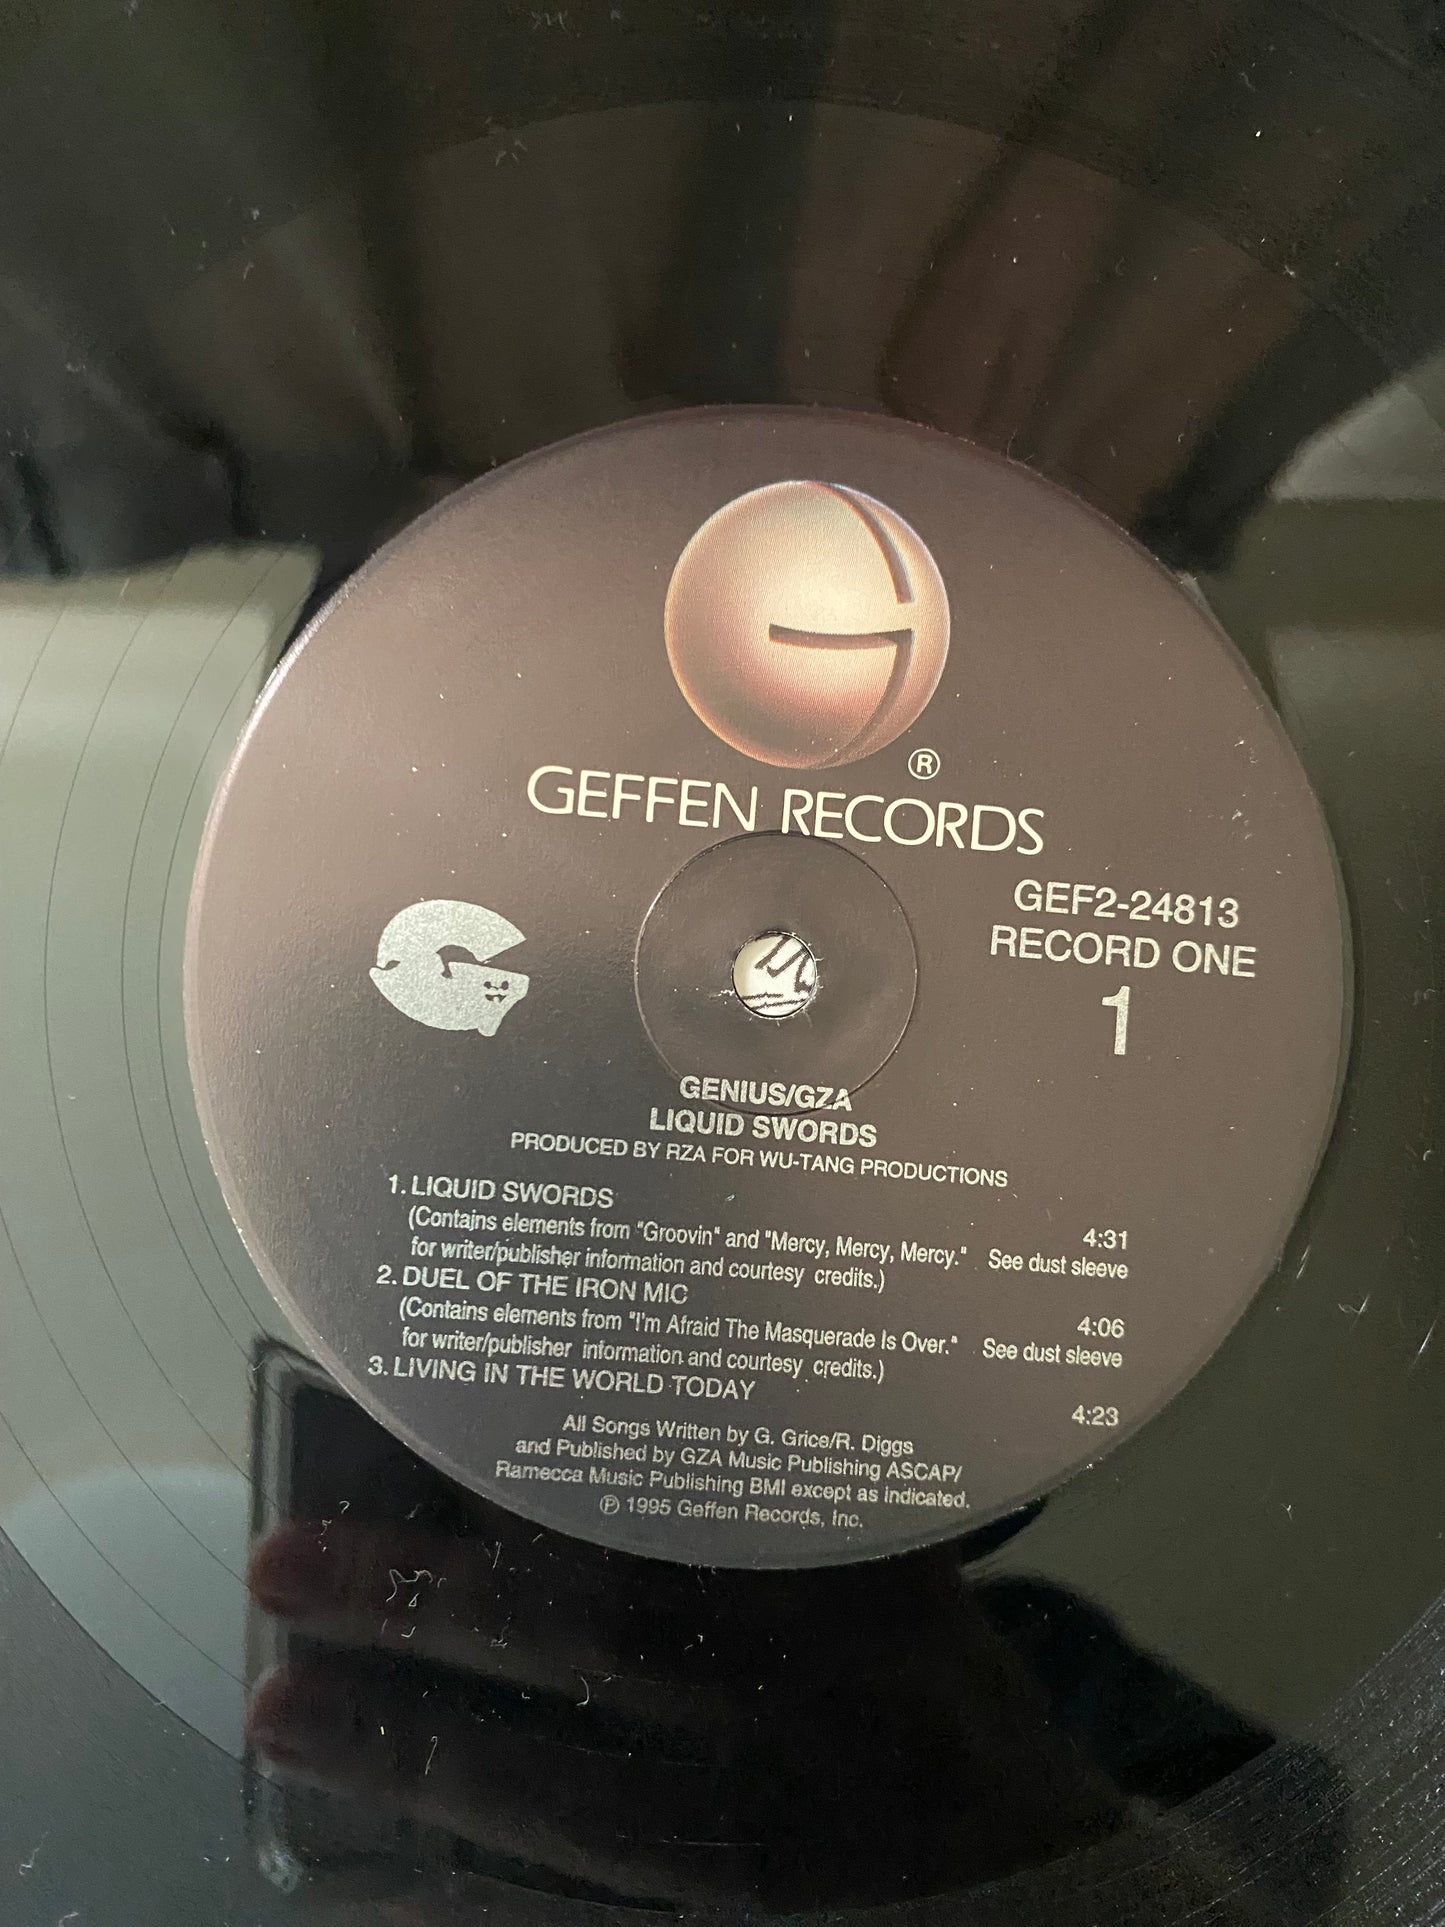 ®
GEFFEN RECORDS
GEF2-24813
RECORD ONE
1
GENIUS/GZA
LIQUID SWORDS
PRODUCED BY RZA FOR WU-TANG PRODUCTIONS
1. LIQUID SWORDS 4:31
(Contains elements from "Groovin" and "Mercy, Mercy, Mercy." See dust sleeve
for writer/publisher information and courtesy credits.)
2. DUEL OF THE IRON MIC 4:06
(Contains elements from "I'm Afraid The Masquerade Is Over." See dust sleeve
for writer/publisher information and courtesy credits.)
3. LIVING IN THE WORLD TODAY 4:23
All Songs Written by G. Grice/R. Diggs
and Published by GZA Music Publishing ASCAP/
Ramecca Music Publishing BMI except as indicated.
℗ 1995 Geffen Records, Inc.